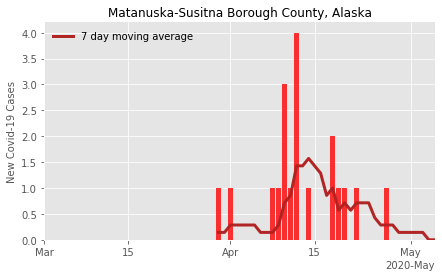 Matanuska-Susitna Borough County, Alaska
7 day moving average
New Covid-19 Cases
4.0
3.5
3.0
2.5
2.0
1.5
1.0
0.5
0.0
Mar 15 Apr 15 May
2020-May